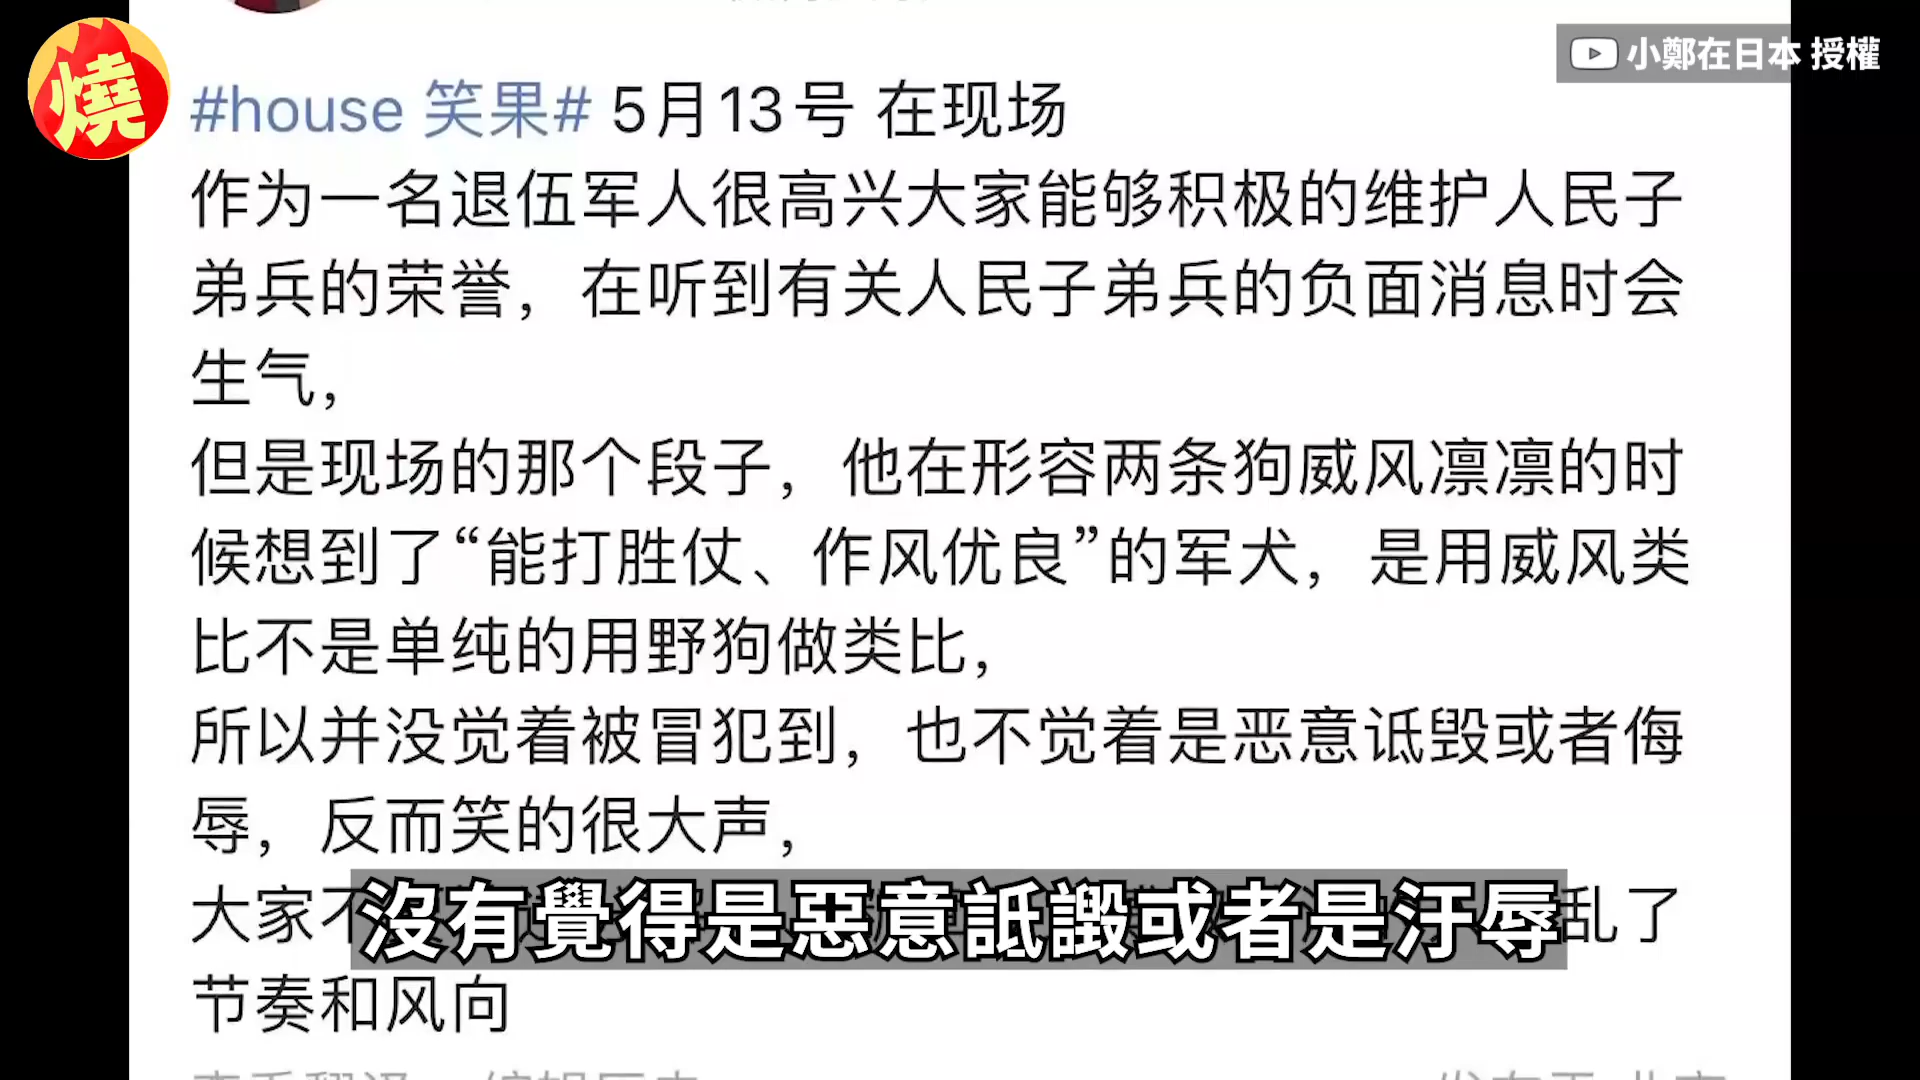 燒
小鄭在日本 授權
#house 笑果# 5月13号 在现场
作为一名退伍军人很高兴大家能够积极的维护人民子
弟兵的荣誉，在听到有关人民子弟兵的负面消息时会
生气，
但是现场的那个段子，他在形容两条狗威风凛凛的时
候想到了“能打胜仗、作风优良”的军犬，是用威风类
比不是单纯的用野狗做类比，
所以并没觉着被冒犯到，也不觉着是恶意诋毁或者侮
辱，反而笑的很大声，
大家不
乱了
沒有覺得是惡意詆譭或者是汙辱
节奏和风向